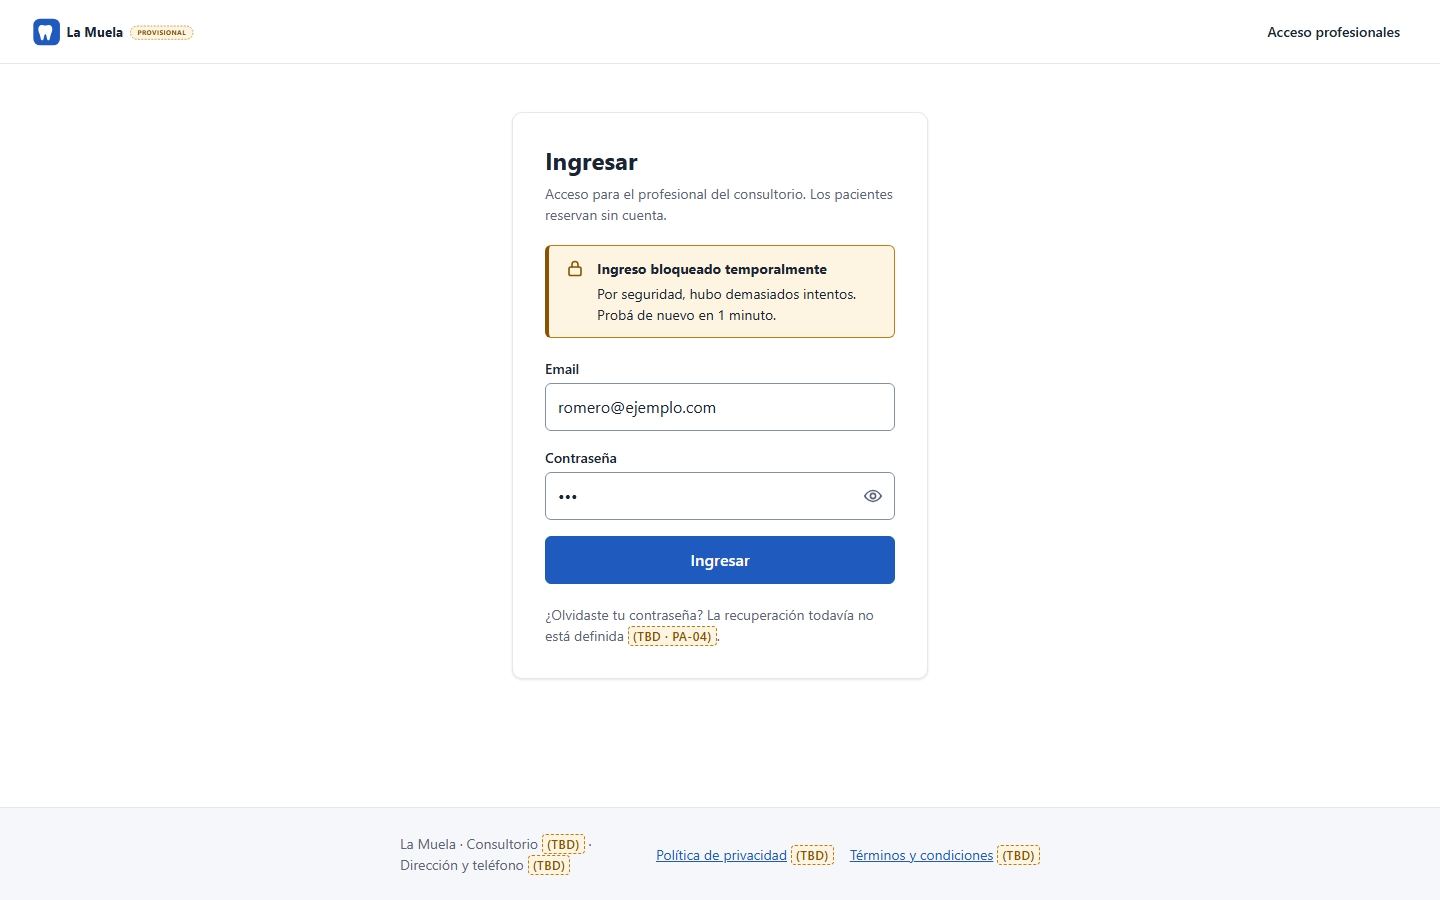 La Muela PROVISIONAL
Acceso profesionales
Ingresar
Acceso para el profesional del consultorio. Los pacientes
reservan sin cuenta.
Ingreso bloqueado temporalmente
Por seguridad, hubo demasiados intentos.
Probá de nuevo en 1 minuto.
Email
romero@ejemplo.com
Contraseña
•••
Ingresar
¿Olvidaste tu contraseña? La recuperación todavía no
está definida (TBD · PA-04).
La Muela · Consultorio (TBD) ·
Dirección y teléfono (TBD)
Política de privacidad (TBD) Términos y condiciones (TBD)